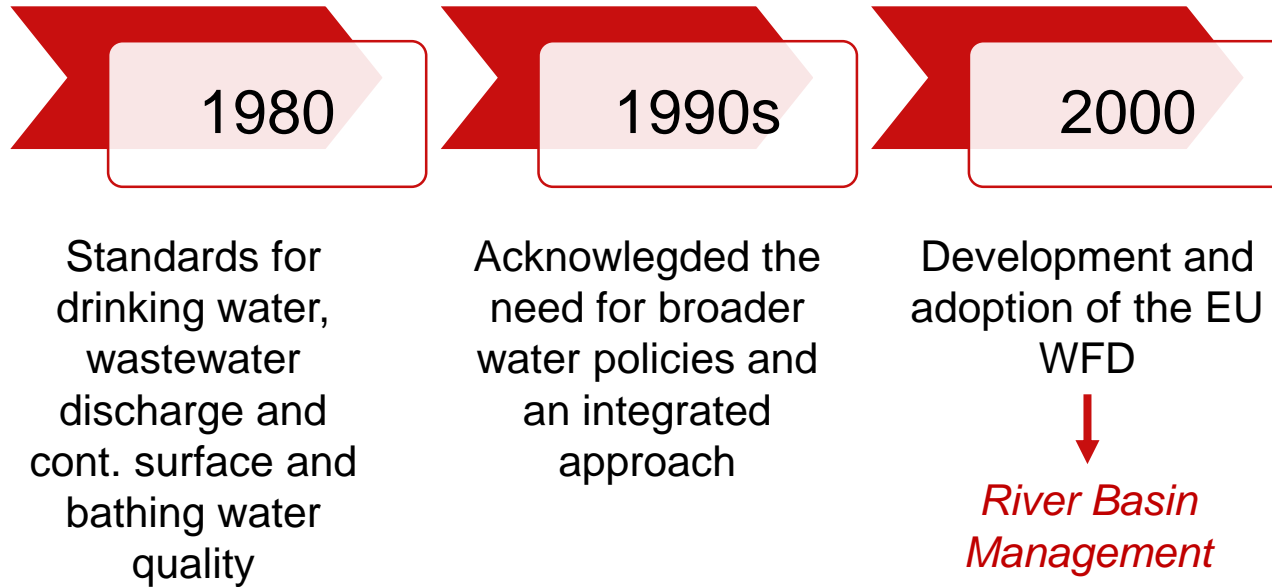 1980
Standards for
drinking water,
wastewater
discharge and
cont. surface and
bathing water
quality
1990s
Acknowlegded the
need for broader
water policies and
an integrated
approach
2000
Development and
adoption of the EU
WFD
River Basin
Management